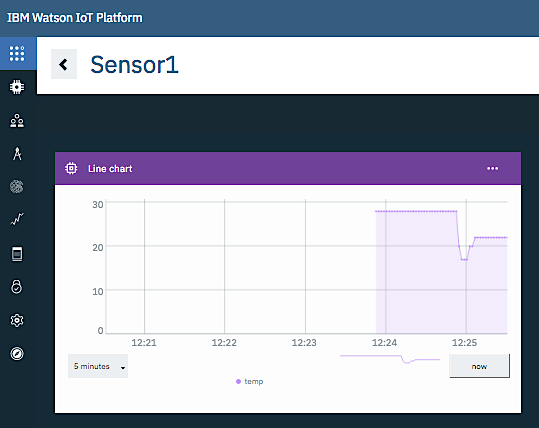 IBM Watson IoT Platform
Sensor1
Line chart
30
20
10
0
12:21 12:22 12:23 12:24 12:25
5 minutes
now
temp